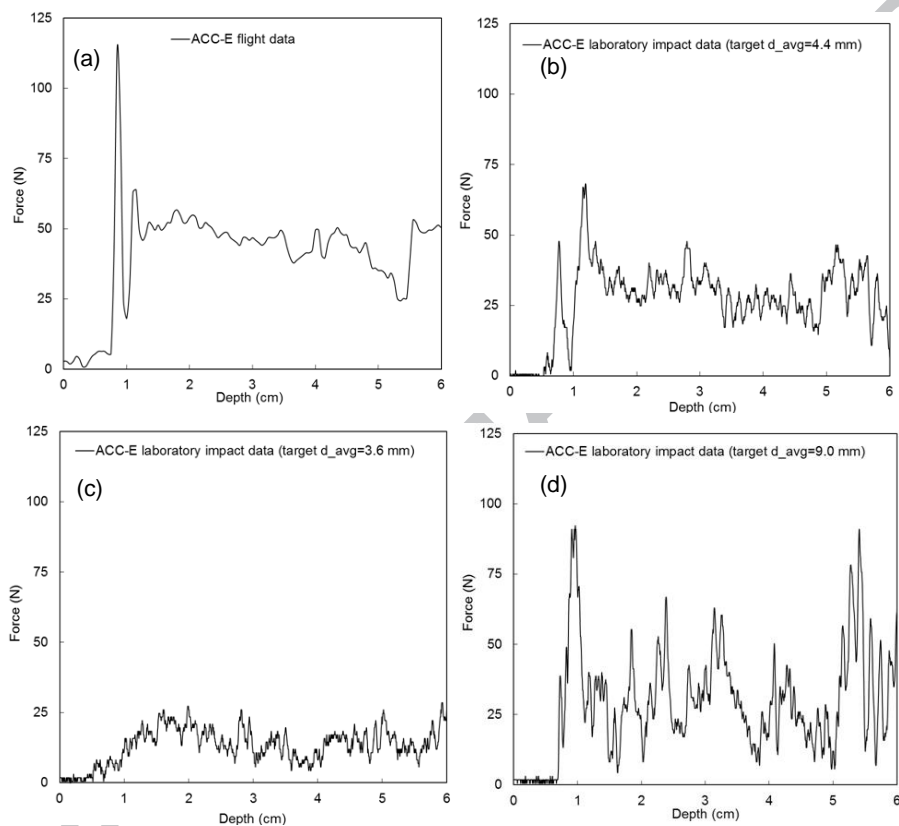 125
ACC-E flight data
(a)
100
75
50
25
0
Force (N)
0 1 2 3 4 5 6
Depth (cm)
125
ACC-E laboratory impact data (target d_avg=4.4 mm)
(b)
100
75
50
25
0
Force (N)
0 1 2 3 4 5 6
Depth (cm)
125
ACC-E laboratory impact data (target d_avg=3.6 mm)
(c)
100
75
50
25
0
Force (N)
0 1 2 3 4 5 6
Depth (cm)
125
ACC-E laboratory impact data (target d_avg=9.0 mm)
(d)
100
75
50
25
0
Force (N)
0 1 2 3 4 5 6
Depth (cm)